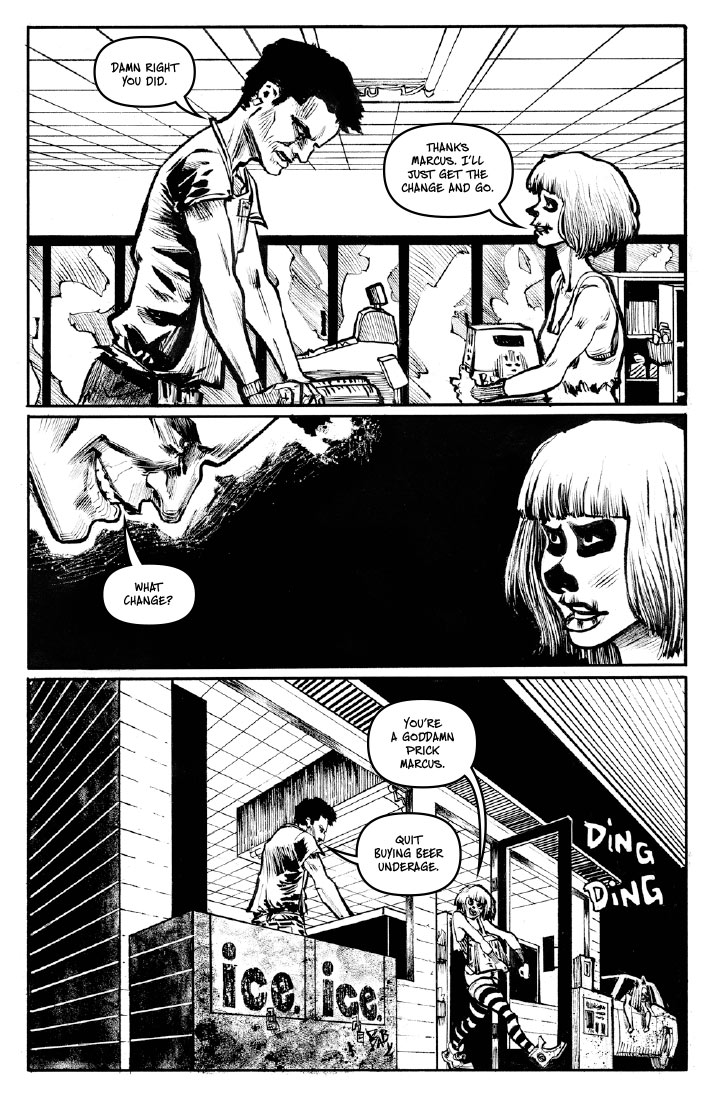 DAMN RIGHT
YOU DID.
THANKS
MARCUS. I'LL
JUST GET THE
CHANGE AND GO.
WHAT
CHANGE?
YOU'RE
A GODDAMN
PRICK
MARCUS.
QUIT
BUYING BEER
UNDERAGE.
DING
DING
ice. ice.